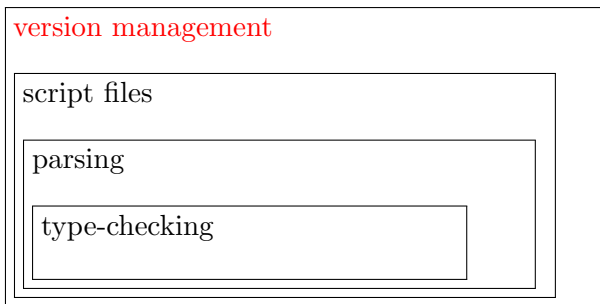 version management
script files
parsing
type-checking